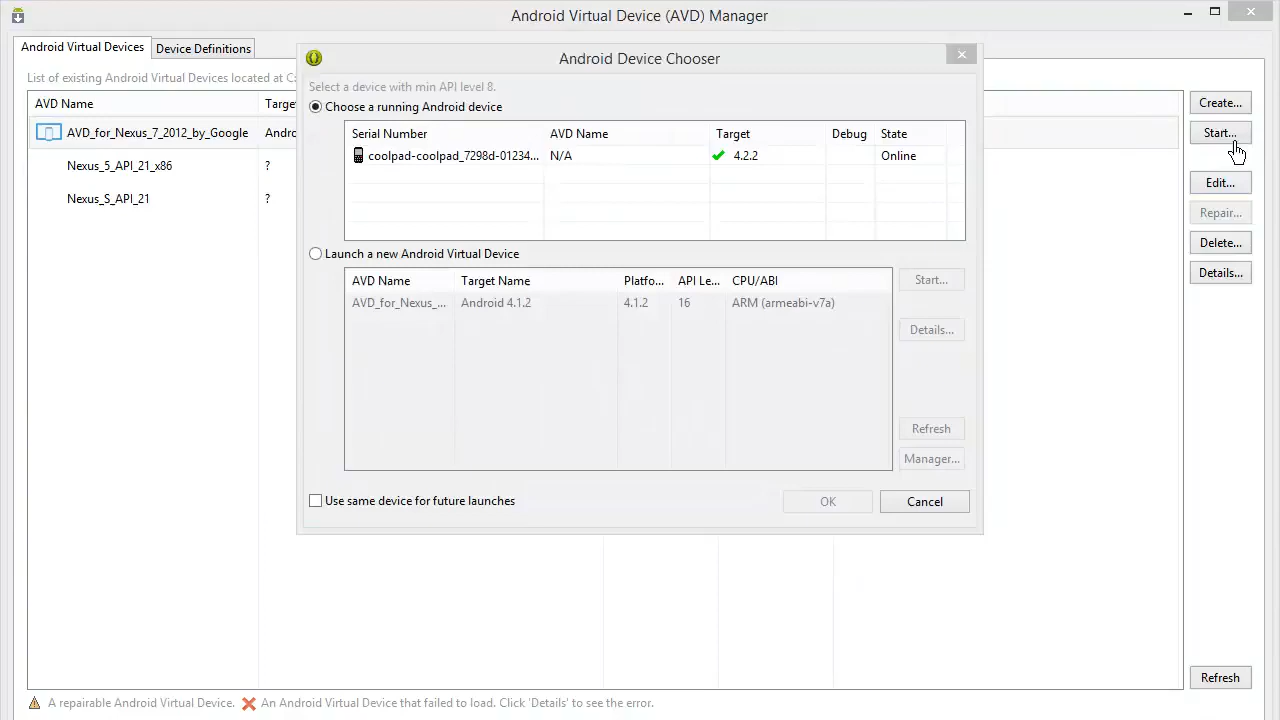 Android Virtual Device (AVD) Manager
Android Virtual Devices
Device Definitions
List of existing Android Virtual Devices located at C
AVD Name
Targe
AVD_for_Nexus_7_2012_by_Google
Andro
Nexus_5_API_21_x86
?
Nexus_S_API_21
?
Android Device Chooser
Select a device with min API level 8.
Choose a running Android device
Serial Number
AVD Name
Target
Debug
State
coolpad-coolpad_7298d-01234...
N/A
4.2.2
Online
Launch a new Android Virtual Device
AVD Name
Target Name
Platfo...
API Le...
CPU/ABI
AVD_for_Nexus_...
Android 4.1.2
4.1.2
16
ARM (armeabi-v7a)
Start...
Details...
Refresh
Manager...
Use same device for future launches
OK
Cancel
Create...
Start...
Edit...
Repair...
Delete...
Details...
Refresh
A repairable Android Virtual Device.
An Android Virtual Device that failed to load. Click 'Details' to see the error.